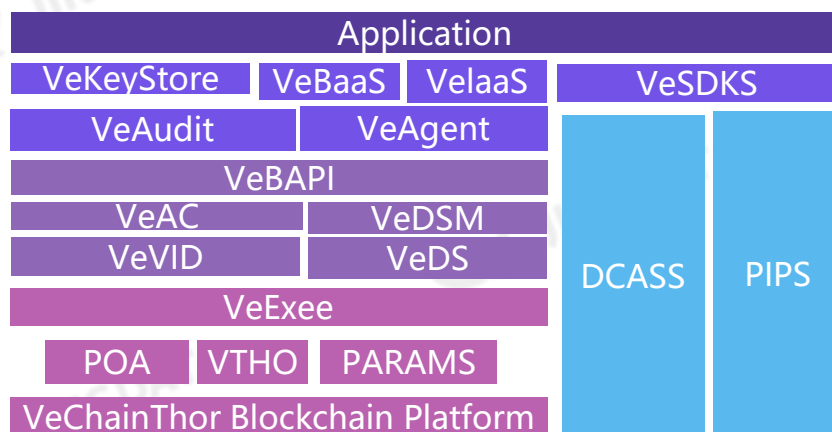 Application
VeKeyStore VeBaaS VeIaaS VeSDKS
VeAudit VeAgent
VeBAPI
VeAC VeDSM
VeVID VeDS
DCASS PIPS
VeExee
POA VTHO PARAMS
VeChainThor Blockchain Platform